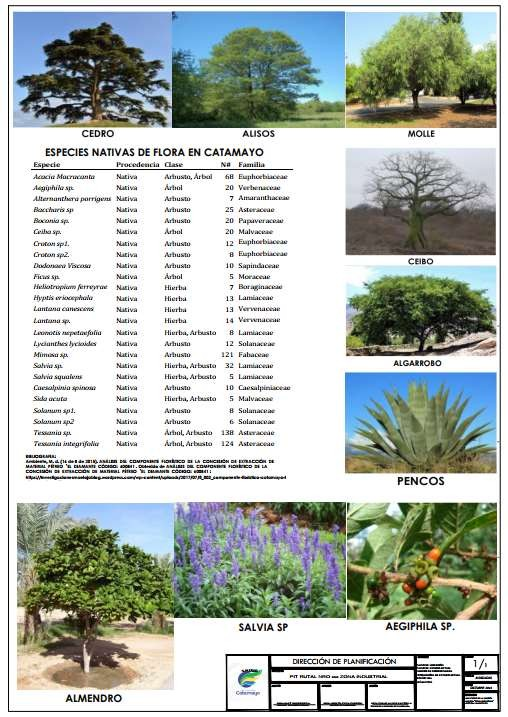 CEDRO
ALISOS
MOLLE
ESPECIES NATIVAS DE FLORA EN CATAMAYO
Especie Procedencia Clase N# Familia
Acacia Macracanta Nativa Arbusto, Árbol 68 Euphorbiaceae
Aegiphila sp. Nativa Árbol 20 Verbenaceae
Alternanthera porrigens Nativa Arbusto 7 Amaranthaceae
Baccharis sp Nativa Arbusto 25 Asteraceae
Boconia sp. Nativa Arbusto 20 Papaveraceae
Ceiba sp. Nativa Árbol 20 Malvaceae
Croton sp1. Nativa Arbusto 12 Euphorbiaceae
Croton sp2. Nativa Arbusto 8 Euphorbiaceae
Dodonaea Viscosa Nativa Arbusto 10 Sapindaceae
Ficus sp. Nativa Árbol 5 Moraceae
Heliotropium ferreyrae Nativa Hierba 7 Boraginaceae
Hyptis eriocephala Nativa Hierba 13 Lamiaceae
Lantana canescens Nativa Hierba 13 Vervenaceae
Lantana sp. Nativa Hierba 14 Vervenaceae
Leonotis nepetaefolia Nativa Hierba, Arbusto 8 Lamiaceae
Lycianthes lycioides Nativa Arbusto 12 Solanaceae
Mimosa sp. Nativa Arbusto 121 Fabaceae
Salvia sp. Nativa Hierba, Arbusto 32 Lamiaceae
Salvia squalens Nativa Hierba, Arbusto 5 Lamiaceae
Caesalpinia spinosa Nativa Arbusto 10 Caesalpiniaceae
Sida acuta Nativa Hierba, Arbusto 5 Malvaceae
Solanum sp1. Nativa Arbusto 8 Solanaceae
Solanum sp2 Nativa Arbusto 6 Solanaceae
Tessaria sp. Nativa Árbol, Arbusto 138 Asteraceae
Tessaria integrifolia Nativa Árbol, Arbusto 124 Asteraceae
BIBLIOGRAFIA:
Ambiente, M. d. (14 de 8 de 2015). ANÁLISIS DEL COMPONENTE FLORÍSTICO DE LA CONCESIÓN DE EXTRACCIÓN DE
MATERIAL PÉTREO "EL DIAMANTE CÓDIGO: 600841. Obtenido de ANÁLISIS DEL COMPONENTE FLORÍSTICO DE LA
CONCESIÓN DE EXTRACCIÓN DE MATERIAL PÉTREO "EL DIAMANTE CÓDIGO: 600841 :
CEIBO
ALGARROBO
PENCOS
ALMENDRO
SALVIA SP
AEGIPHILA SP.
Catamayo
DIRECCIÓN DE PLANIFICACIÓN
ZONA INDUSTRIAL
1/1